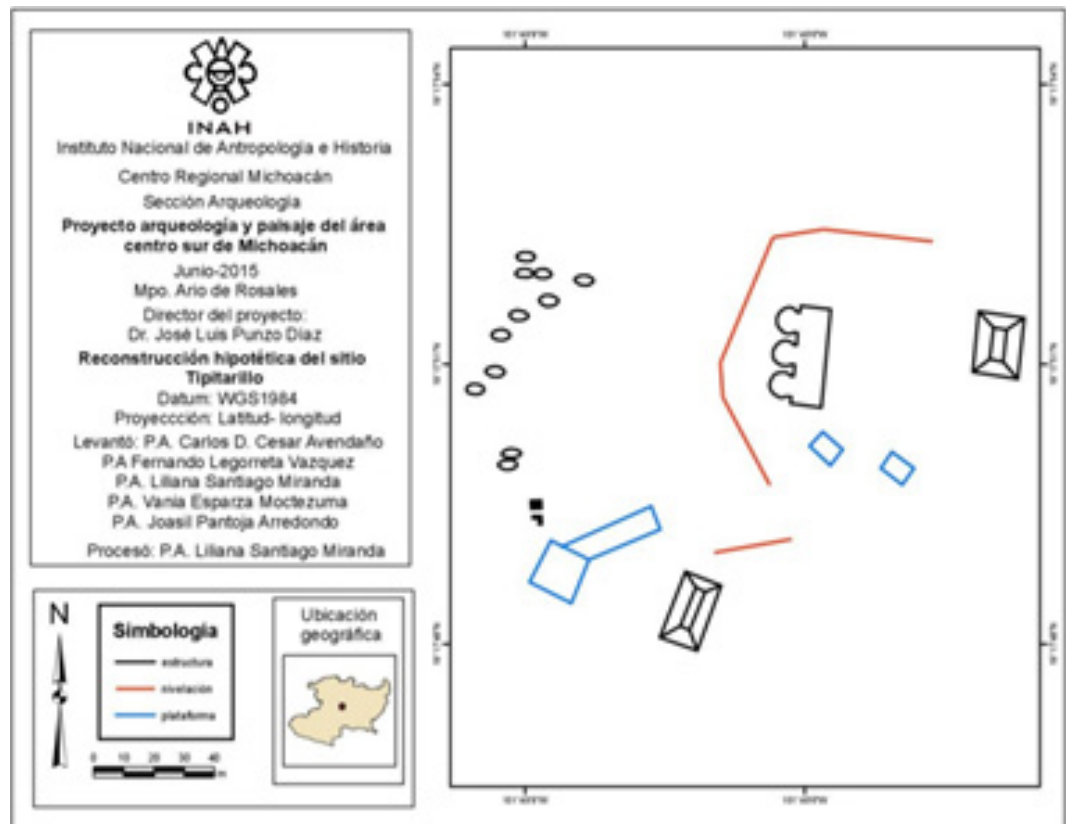 INAH
Instituto Nacional de Antropología e Historia
Centro Regional Michoacán
Sección Arqueología
Proyecto arqueología y paisaje del área
centro sur de Michoacán
Junio-2015
Mpo. Ario de Rosales
Director del proyecto:
Dr. José Luis Punzo Díaz
Reconstrucción hipotética del sitio
Tipitarillo
Datum: WGS1984
Proyeccción: Latitud- longitud
Levantó: P.A. Carlos D. Cesar Avendaño
P.A Fernando Legorreta Vazquez
P.A. Liliana Santiago Miranda
P.A. Vania Esparza Moctezuma
P.A. Joasil Pantoja Arredondo
Procesó: P.A. Liliana Santiago Miranda
N
Simbología
estructura
nivelación
plataforma
0 10 20 30 40
m
Ubicación
geográfica